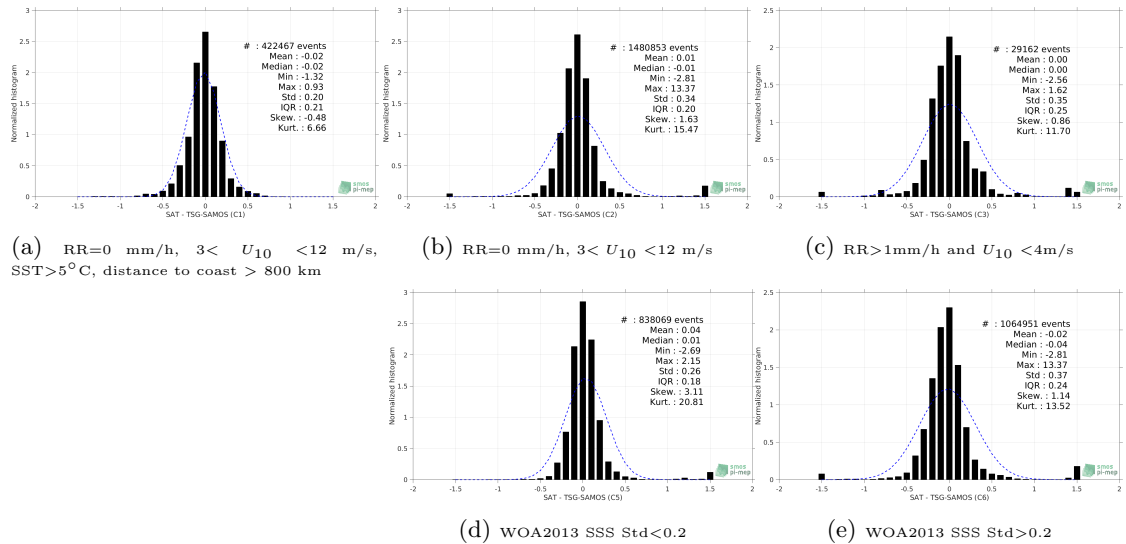 3
2.5
2
1.5
1
0.5
0
Normalized histogram
# : 422467 events
Mean : -0.02
Median : -0.02
Min : -1.32
Max : 0.93
Std : 0.20
IQR : 0.21
Skew. : -0.48
Kurt. : 6.66
smos
pi-mep
-2 -1.5 -1 -0.5 0 0.5 1 1.5 2
SAT - TSG-SAMOS (C1)
(a) RR=0 mm/h, 3< U10 <12 m/s,
SST>5°C, distance to coast > 800 km
3
2.5
2
1.5
1
0.5
0
Normalized histogram
# : 1480853 events
Mean : 0.01
Median : -0.01
Min : -2.81
Max : 13.37
Std : 0.34
IQR : 0.20
Skew. : 1.63
Kurt. : 15.47
smos
pi-mep
-2 -1.5 -1 -0.5 0 0.5 1 1.5 2
SAT - TSG-SAMOS (C2)
(b) RR=0 mm/h, 3< U10 <12 m/s
2.5
2
1.5
1
0.5
0
Normalized histogram
# : 29162 events
Mean : 0.00
Median : 0.00
Min : -2.56
Max : 1.62
Std : 0.35
IQR : 0.25
Skew. : 0.86
Kurt. : 11.70
smos
pi-mep
-2 -1.5 -1 -0.5 0 0.5 1 1.5 2
SAT - TSG-SAMOS (C3)
(c) RR>1mm/h and U10 <4m/s
3
2.5
2
1.5
1
0.5
0
Normalized histogram
# : 838069 events
Mean : 0.04
Median : 0.01
Min : -2.69
Max : 2.15
Std : 0.26
IQR : 0.18
Skew. : 3.11
Kurt. : 20.81
smos
pi-mep
-2 -1.5 -1 -0.5 0 0.5 1 1.5 2
SAT - TSG-SAMOS (C5)
(d) WOA2013 SSS Std<0.2
2.5
2
1.5
1
0.5
0
Normalized histogram
# : 1064951 events
Mean : -0.02
Median : -0.04
Min : -2.81
Max : 13.37
Std : 0.37
IQR : 0.24
Skew. : 1.14
Kurt. : 13.52
smos
pi-mep
-2 -1.5 -1 -0.5 0 0.5 1 1.5 2
SAT - TSG-SAMOS (C6)
(e) WOA2013 SSS Std>0.2